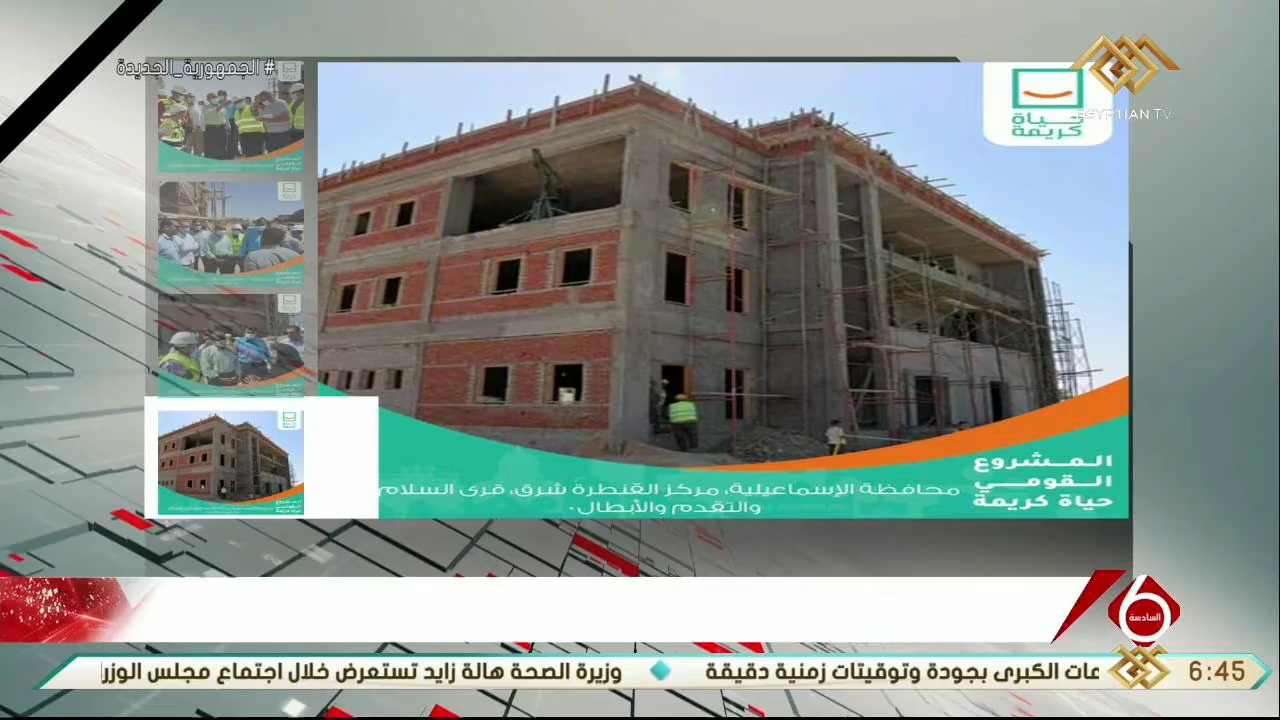 #الجمهورية_الجديدة
EGYPTIAN TV
حياة
كريمة
المشروع
القومي
حياة كريمة
محافظة الإسماعيلية، مركز القنطرة شرق، قرى السلام
والتقدم والأبطال.
6
السادسة
6:45
عات الكبرى بجودة وتوقيتات زمنية دقيقة
وزيرة الصحة هالة زايد تستعرض خلال اجتماع مجلس الوزر